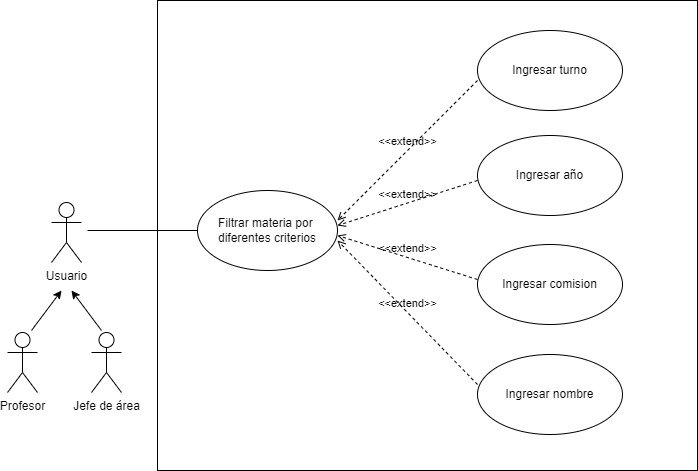 Ingresar turno
<<extend>>
Ingresar año
<<extend>>
Filtrar materia por
diferentes criterios
<<extend>>
Usuario
Ingresar comision
<<extend>>
Ingresar nombre
Profesor
Jefe de área